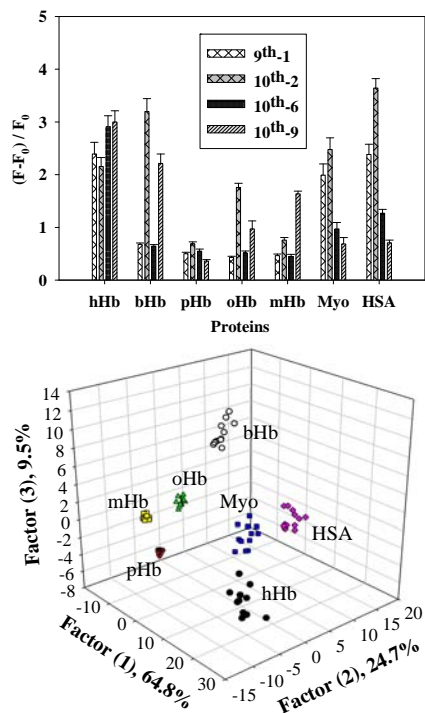 5
4
3
2
1
0
(F-F₀) / F₀
9th-1
10th-2
10th-6
10th-9
hHb bHb pHb oHb mHb Myo HSA
Proteins
14
12
10
8
6
4
2
0
-2
-4
-6
-8
Factor (3), 9.5%
bHb
oHb
mHb
Myo
HSA
pHb
hHb
-10
0
10
20
30
Factor (1), 64.8%
-15
-10
-5
0
5
10
15
20
Factor (2), 24.7%